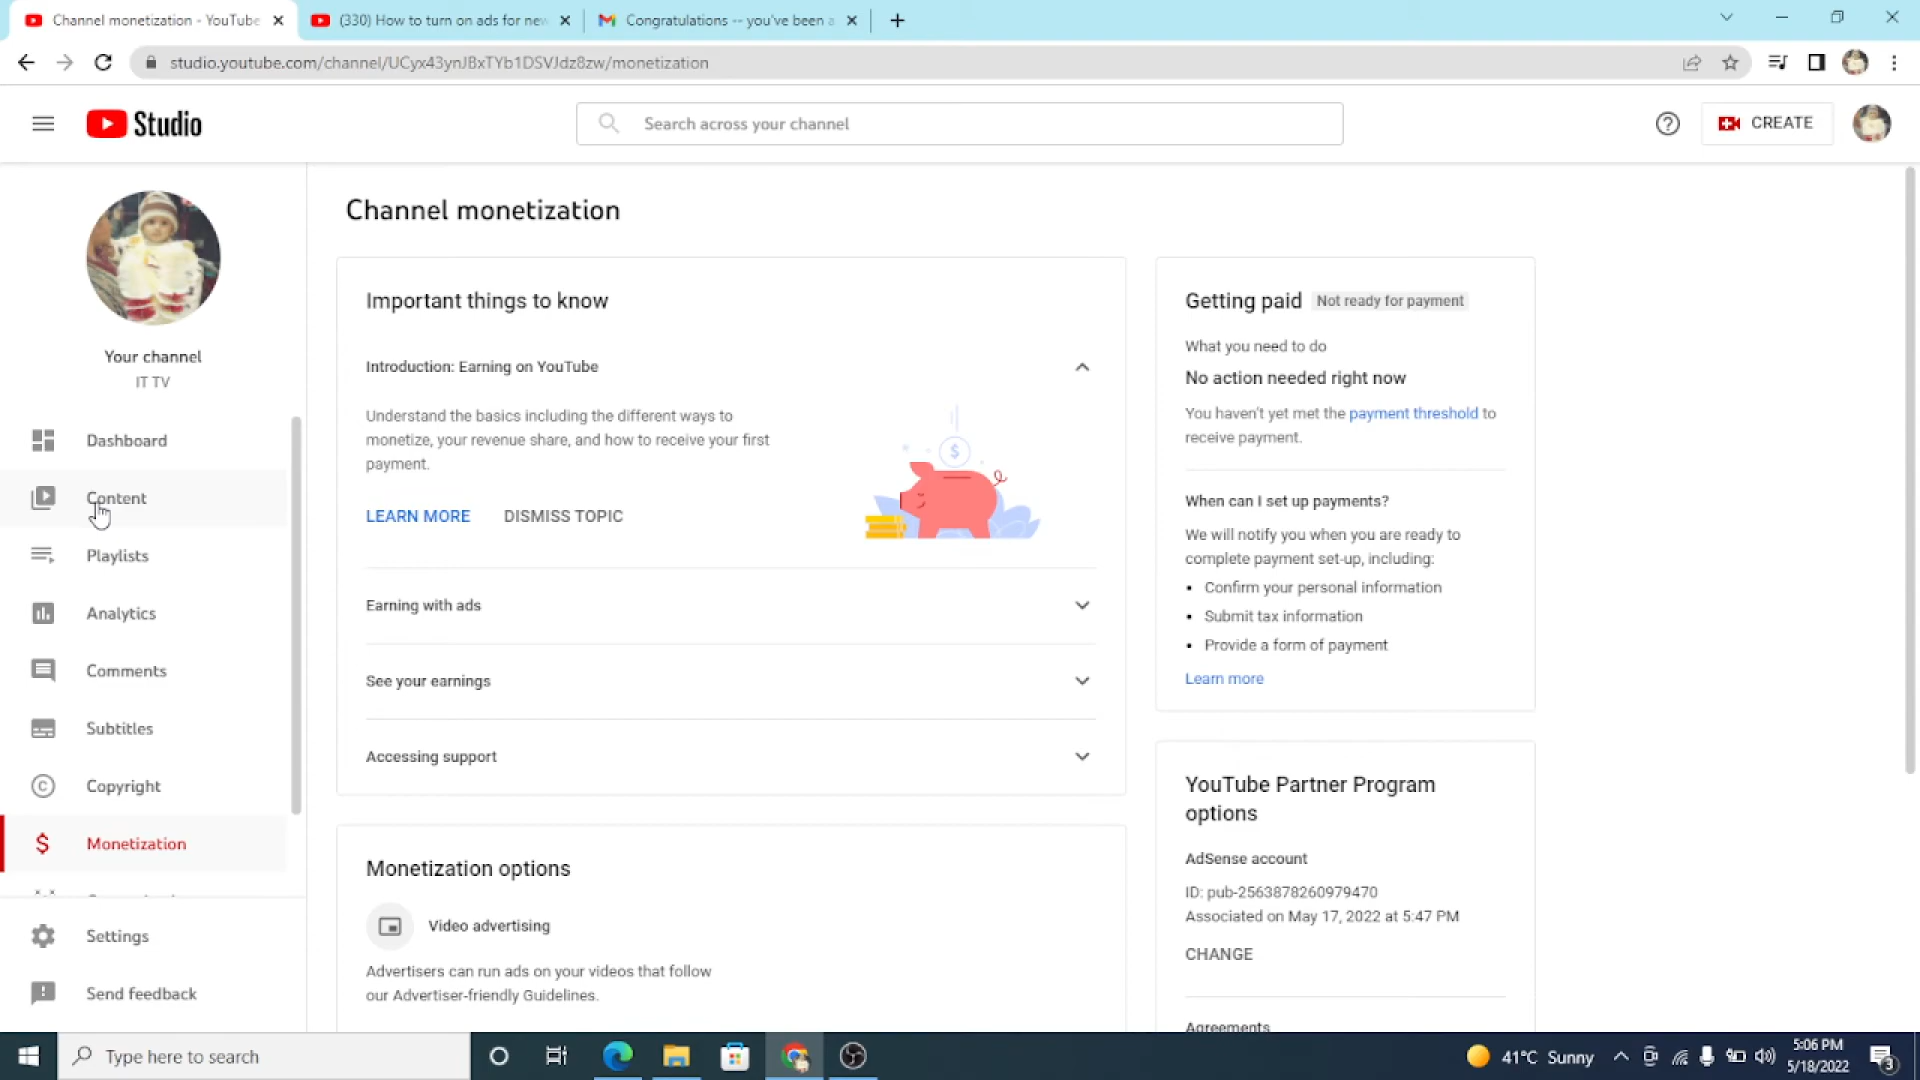 Channel monetization - YouTube
(330) How to turn on ads for new
Congratulations -- you've been a
studio.youtube.com/channel/UCyx43ynJBxTYb1DSVJdz8zw/monetization
Studio
Search across your channel
CREATE
Your channel
IT TV
Dashboard
Content
Playlists
Analytics
Comments
Subtitles
Copyright
Monetization
Settings
Send feedback
Channel monetization
Important things to know
Introduction: Earning on YouTube
Understand the basics including the different ways to
monetize, your revenue share, and how to receive your first
payment.
LEARN MORE DISMISS TOPIC
Earning with ads
See your earnings
Accessing support
Monetization options
Video advertising
Advertisers can run ads on your videos that follow
our Advertiser-friendly Guidelines.
Getting paid Not ready for payment
What you need to do
No action needed right now
You haven't yet met the payment threshold to
receive payment.
When can I set up payments?
We will notify you when you are ready to
complete payment set-up, including:
• Confirm your personal information
• Submit tax information
• Provide a form of payment
Learn more
YouTube Partner Program
options
AdSense account
ID: pub-2563878260979470
Associated on May 17, 2022 at 5:47 PM
CHANGE
Agreements
Type here to search
41°C Sunny
5:06 PM
5/18/2022
3